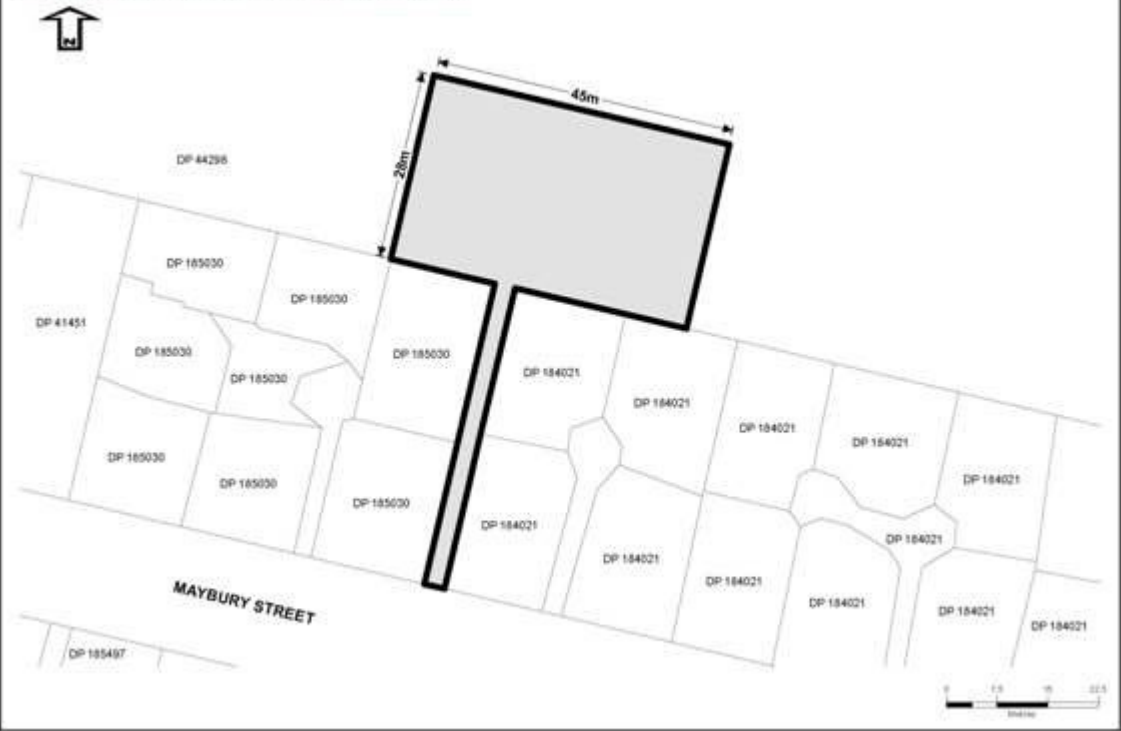 N
45m
28m
DP 44298
DP 185030
DP 185030
DP 41451
DP 185030
DP 185030
DP 185030
DP 184021
DP 184021
DP 184021
DP 184021
DP 185030
DP 185030
DP 185030
DP 184021
DP 184021
DP 184021
DP 184021
DP 184021
DP 184021
DP 184021
DP 184021
MAYBURY STREET
DP 185497
0 7.5 15 22.5
Metres